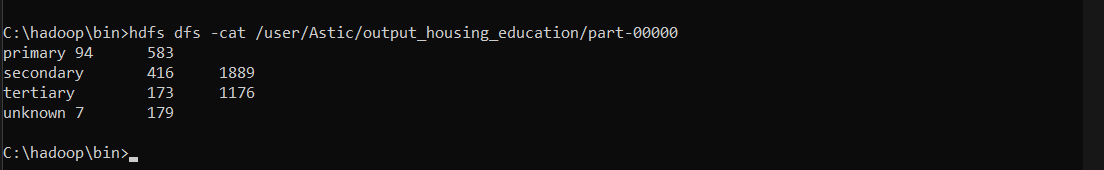 C:\hadoop\bin>hdfs dfs -cat /user/Astic/output_housing_education/part-00000
primary 94      583
secondary       416     1889
tertiary        173     1176
unknown 7       179
C:\hadoop\bin>